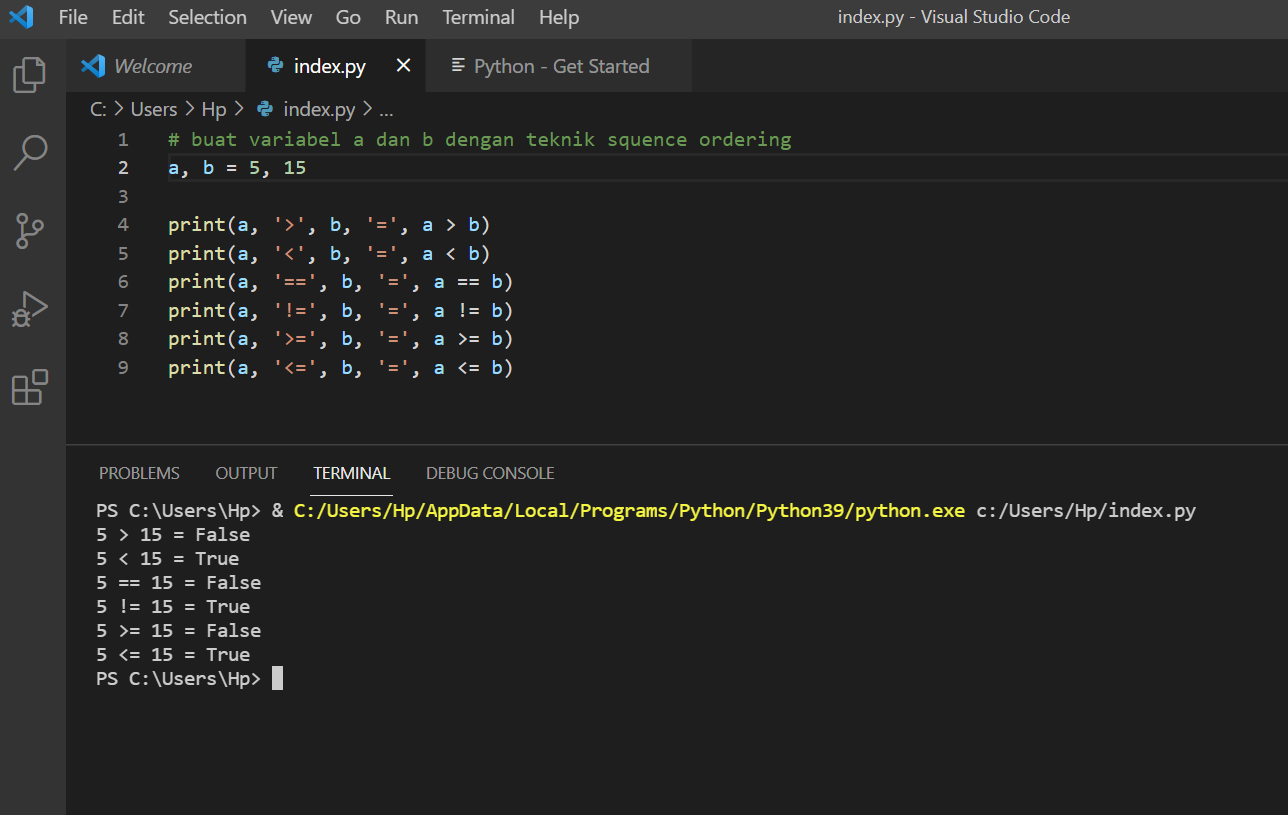 File Edit Selection View Go Run Terminal Help index.py - Visual Studio Code
Welcome index.py × Python - Get Started
C: > Users > Hp > index.py > ...
1 # buat variabel a dan b dengan teknik squence ordering
2 a, b = 5, 15
3
4 print(a, '>', b, '=', a > b)
5 print(a, '<', b, '=', a < b)
6 print(a, '==', b, '=', a == b)
7 print(a, '!=', b, '=', a != b)
8 print(a, '>=', b, '=', a >= b)
9 print(a, '<=', b, '=', a <= b)
PROBLEMS OUTPUT TERMINAL DEBUG CONSOLE
PS C:\Users\Hp> & C:/Users/Hp/AppData/Local/Programs/Python/Python39/python.exe c:/Users/Hp/index.py
5 > 15 = False
5 < 15 = True
5 == 15 = False
5 != 15 = True
5 >= 15 = False
5 <= 15 = True
PS C:\Users\Hp>